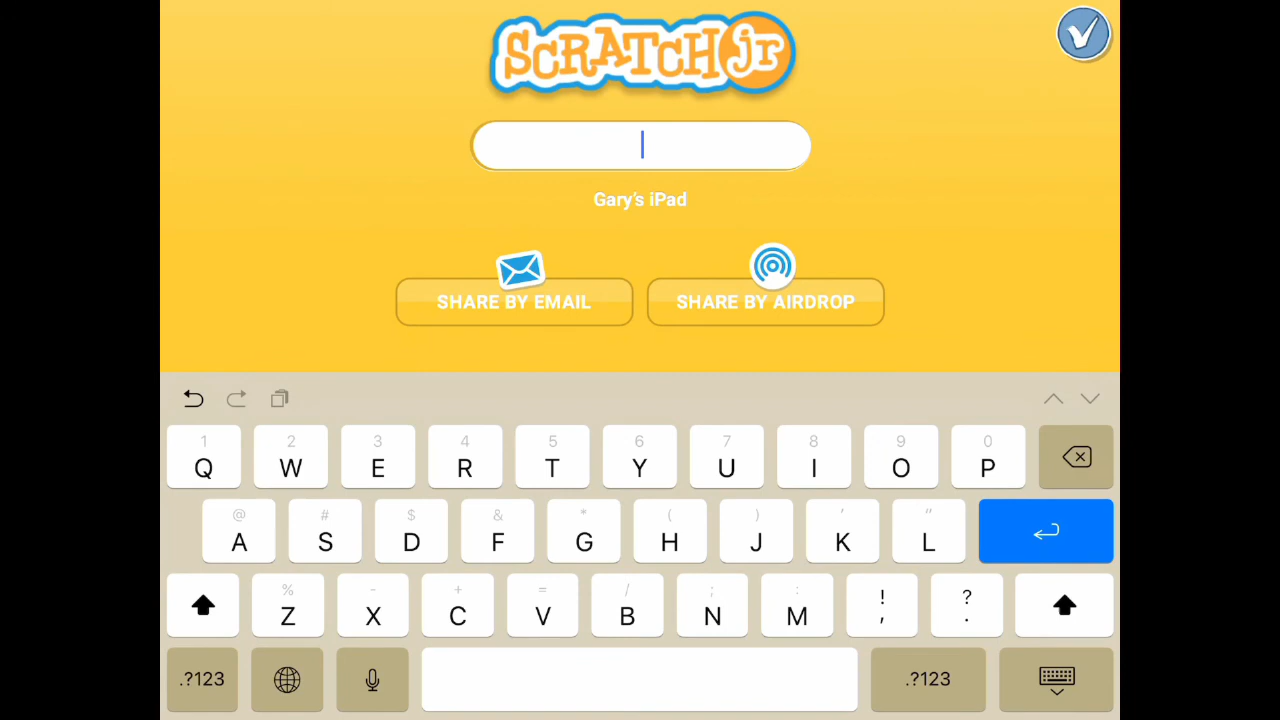 SCRATCH jr
Gary's iPad
SHARE BY EMAIL SHARE BY AIRDROP
1 2 3 4 5 6 7 8 9 0
Q W E R T Y U I O P
@ # $ & * ( ) ' "
A S D F G H J K L
% - + = / ; : ! ?
Z X C V B N M , .
.?123 .?123